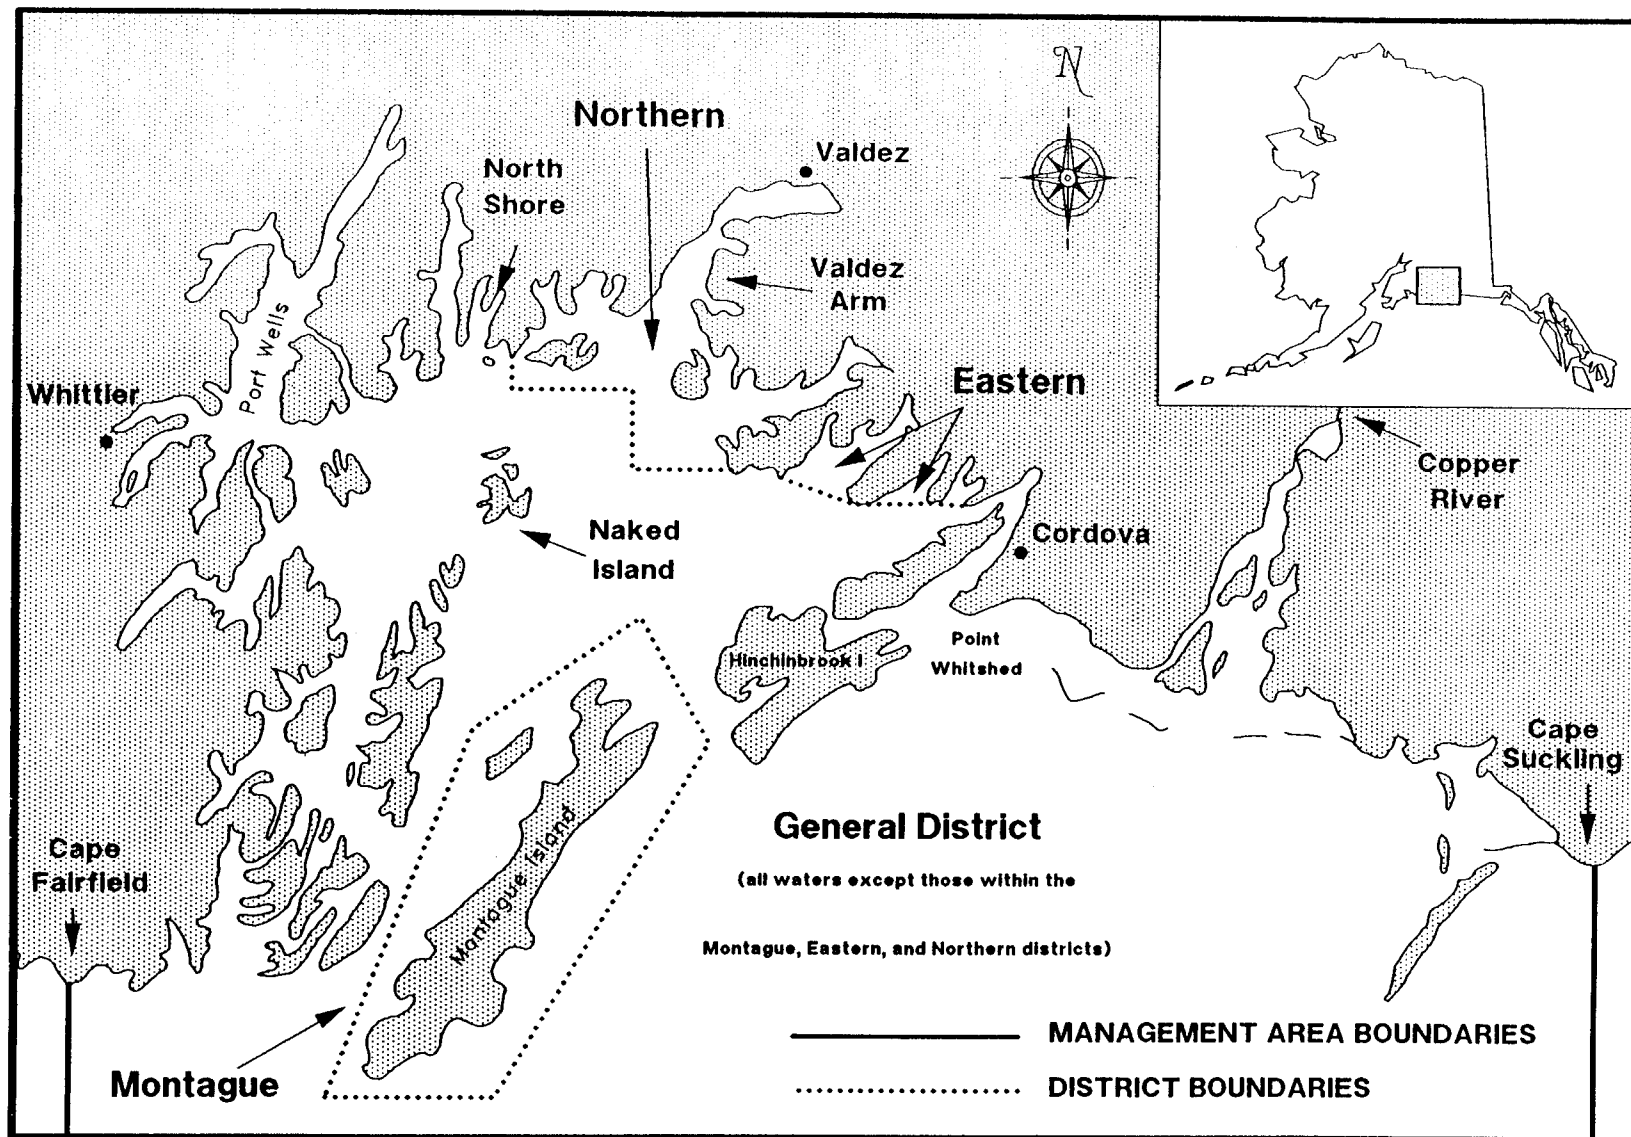 N
Northern
Valdez
North
Shore
Valdez
Arm
Port Wells
Whittier
Eastern
Copper
River
Naked
Island
Cordova
Point
Whitshed
Hinchinbrook I
Cape
Suckling
General District
(all waters except those within the
Montague, Eastern, and Northern districts)
Cape
Fairfield
Montague Island
Montague
MANAGEMENT AREA BOUNDARIES
DISTRICT BOUNDARIES